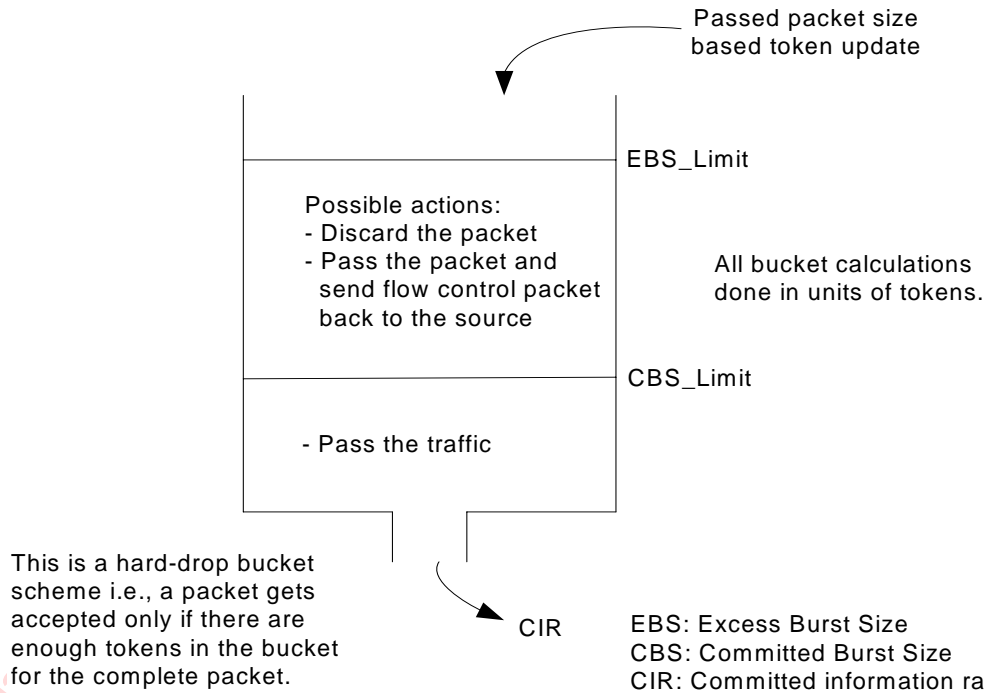 Passed packet size
based token update
EBS_Limit
Possible actions:
- Discard the packet
- Pass the packet and
send flow control packet
back to the source
All bucket calculations
done in units of tokens.
CBS_Limit
- Pass the traffic
This is a hard-drop bucket
scheme i.e., a packet gets
accepted only if there are
enough tokens in the bucket
for the complete packet.
CIR
EBS: Excess Burst Size
CBS: Committed Burst Size
CIR: Committed information ra